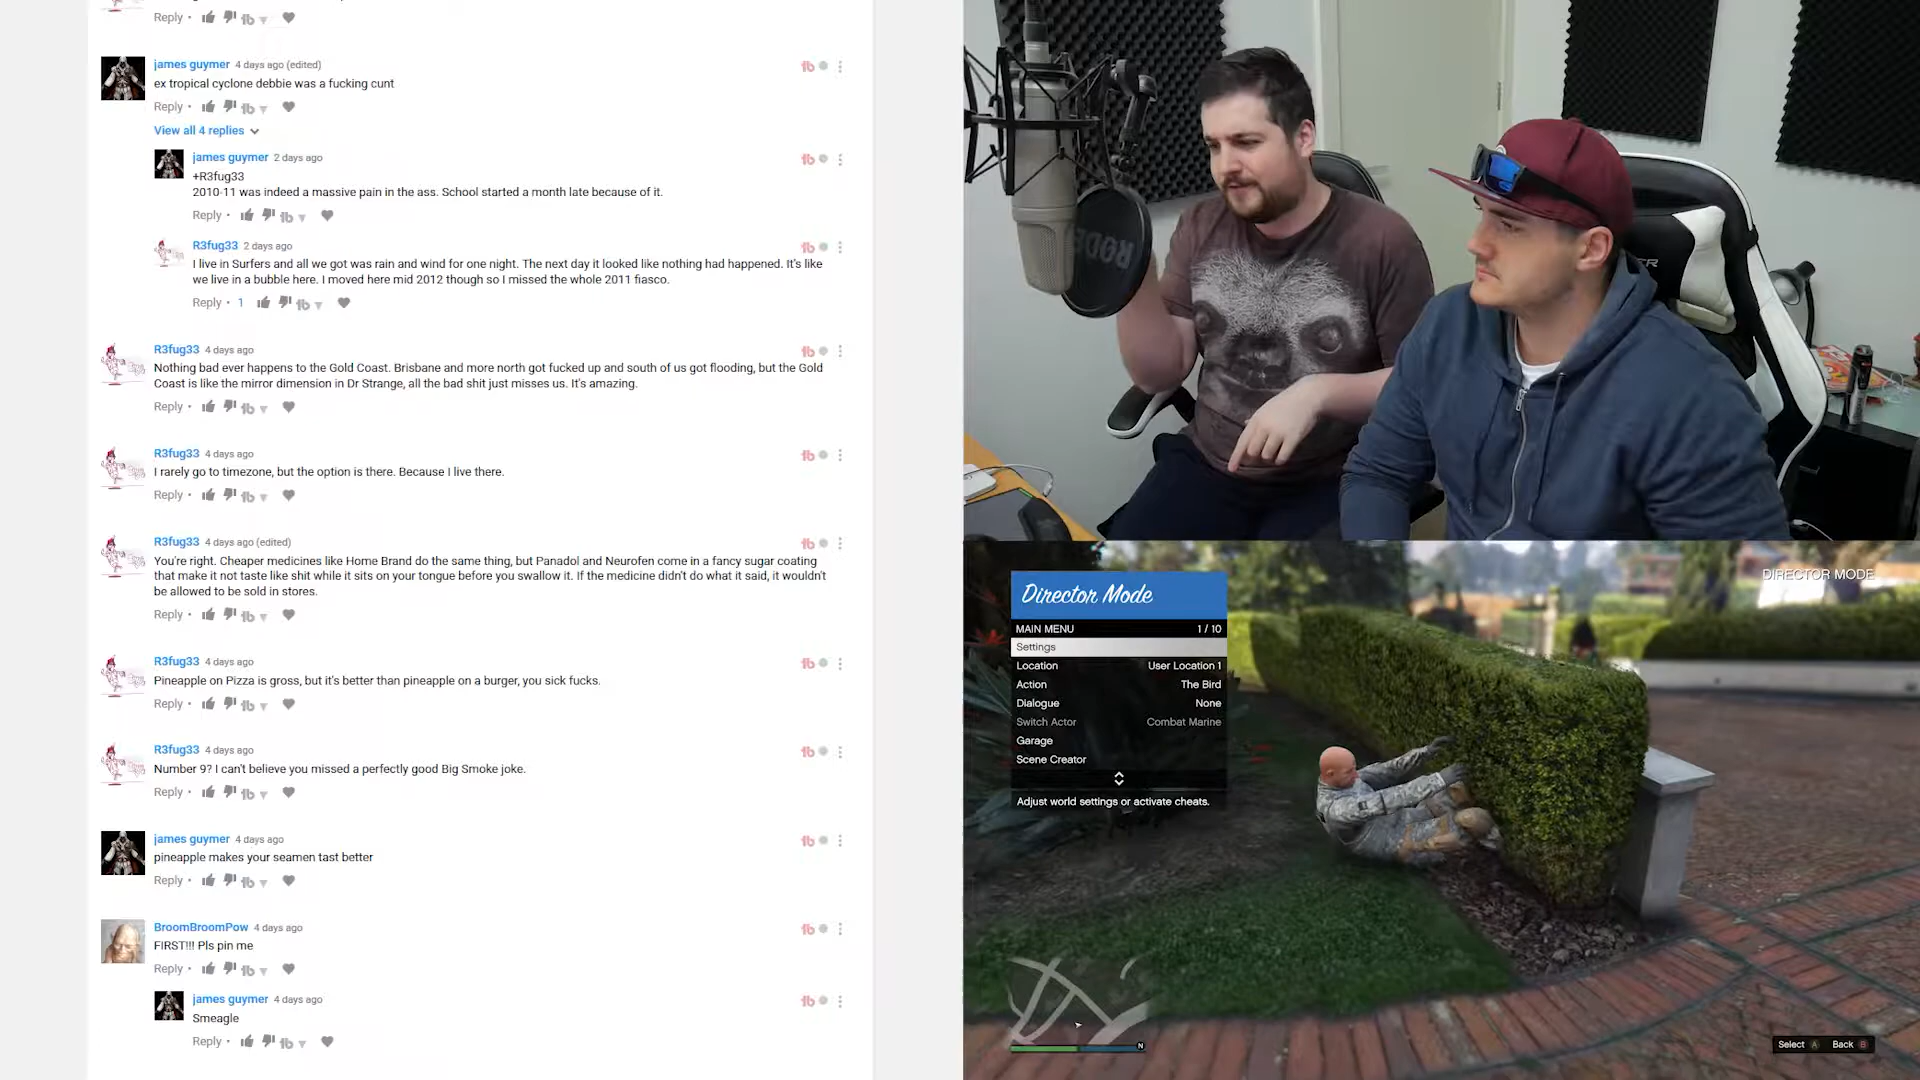 Reply •
james guymer 4 days ago (edited)
ex tropical cyclone debbie was a fucking cunt
Reply •
View all 4 replies
james guymer 2 days ago
+R3fug33
2010-11 was indeed a massive pain in the ass. School started a month late because of it.
Reply •
R3fug33 2 days ago
I live in Surfers and all we got was rain and wind for one night. The next day it looked like nothing had happened. It's like
we live in a bubble here. I moved here mid 2012 though so I missed the whole 2011 fiasco.
Reply • 1
R3fug33 4 days ago
Nothing bad ever happens to the Gold Coast. Brisbane and more north got fucked up and south of us got flooding, but the Gold
Coast is like the mirror dimension in Dr Strange, all the bad shit just misses us. It's amazing.
Reply •
R3fug33 4 days ago
I rarely go to timezone, but the option is there. Because I live there.
Reply •
R3fug33 4 days ago (edited)
You're right. Cheaper medicines like Home Brand do the same thing, but Panadol and Neurofen come in a fancy sugar coating
that make it not taste like shit while it sits on your tongue before you swallow it. If the medicine didn't do what it said, it wouldn't
be allowed to be sold in stores.
Reply •
R3fug33 4 days ago
Pineapple on Pizza is gross, but it's better than pineapple on a burger, you sick fucks.
Reply •
R3fug33 4 days ago
Number 9? I can't believe you missed a perfectly good Big Smoke joke.
Reply •
james guymer 4 days ago
pineapple makes your seamen tast better
Reply •
BroomBroomPow 4 days ago
FIRST!!! Pls pin me
Reply •
james guymer 4 days ago
Smeagle
Reply •
RØDE
Director Mode
MAIN MENU 1 / 10
Settings
Location User Location 1
Action The Bird
Dialogue None
Switch Actor Combat Marine
Garage
Scene Creator
Adjust world settings or activate cheats.
DIRECTOR MODE
N
Select A Back B